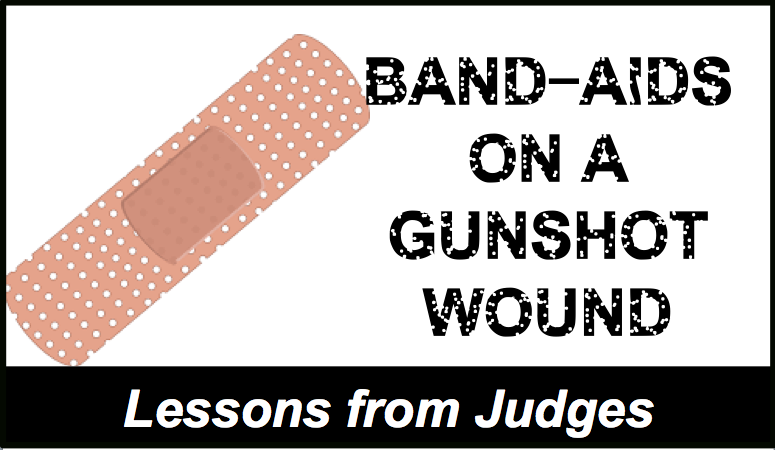 BAND–AIDS
ON A
GUNSHOT
WOUND
Lessons from Judges